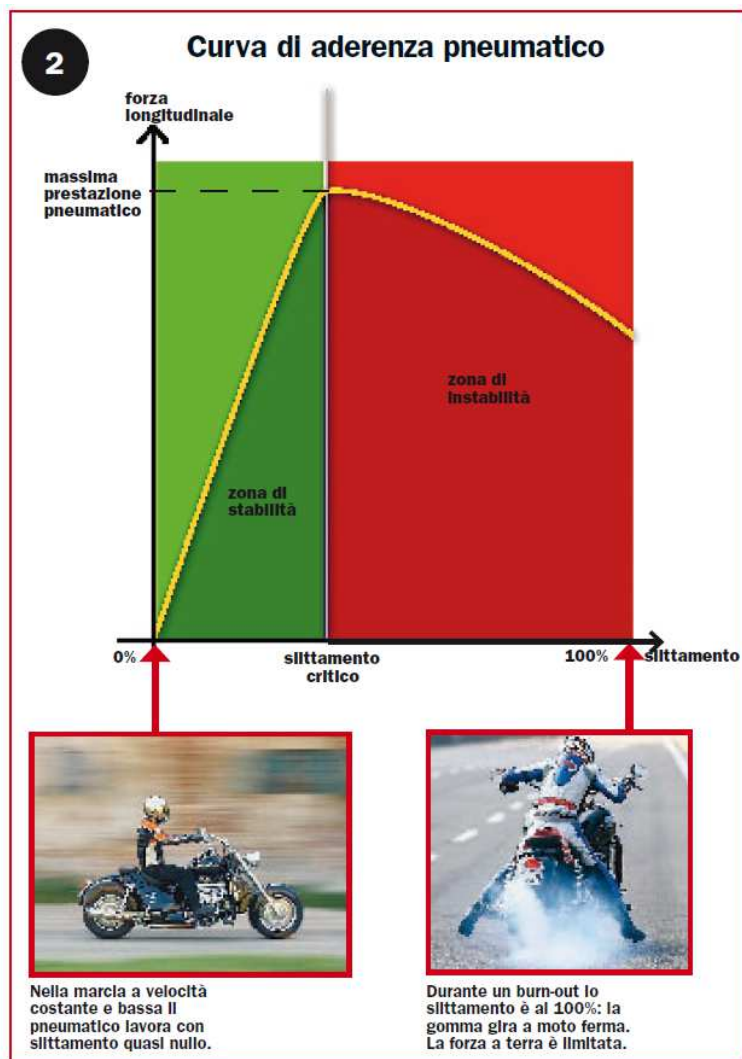 2
Curva di aderenza pneumatico
forza
longitudinale
massima
prestazione
pneumatico
zona di
instabilità
zona di
stabilità
0%
slittamento
critico
100%
slittamento
Nella marcia a velocità
costante e bassa il
pneumatico lavora con
slittamento quasi nullo.
Durante un burn-out lo
slittamento è al 100%: la
gomma gira a moto ferma.
La forza a terra è limitata.